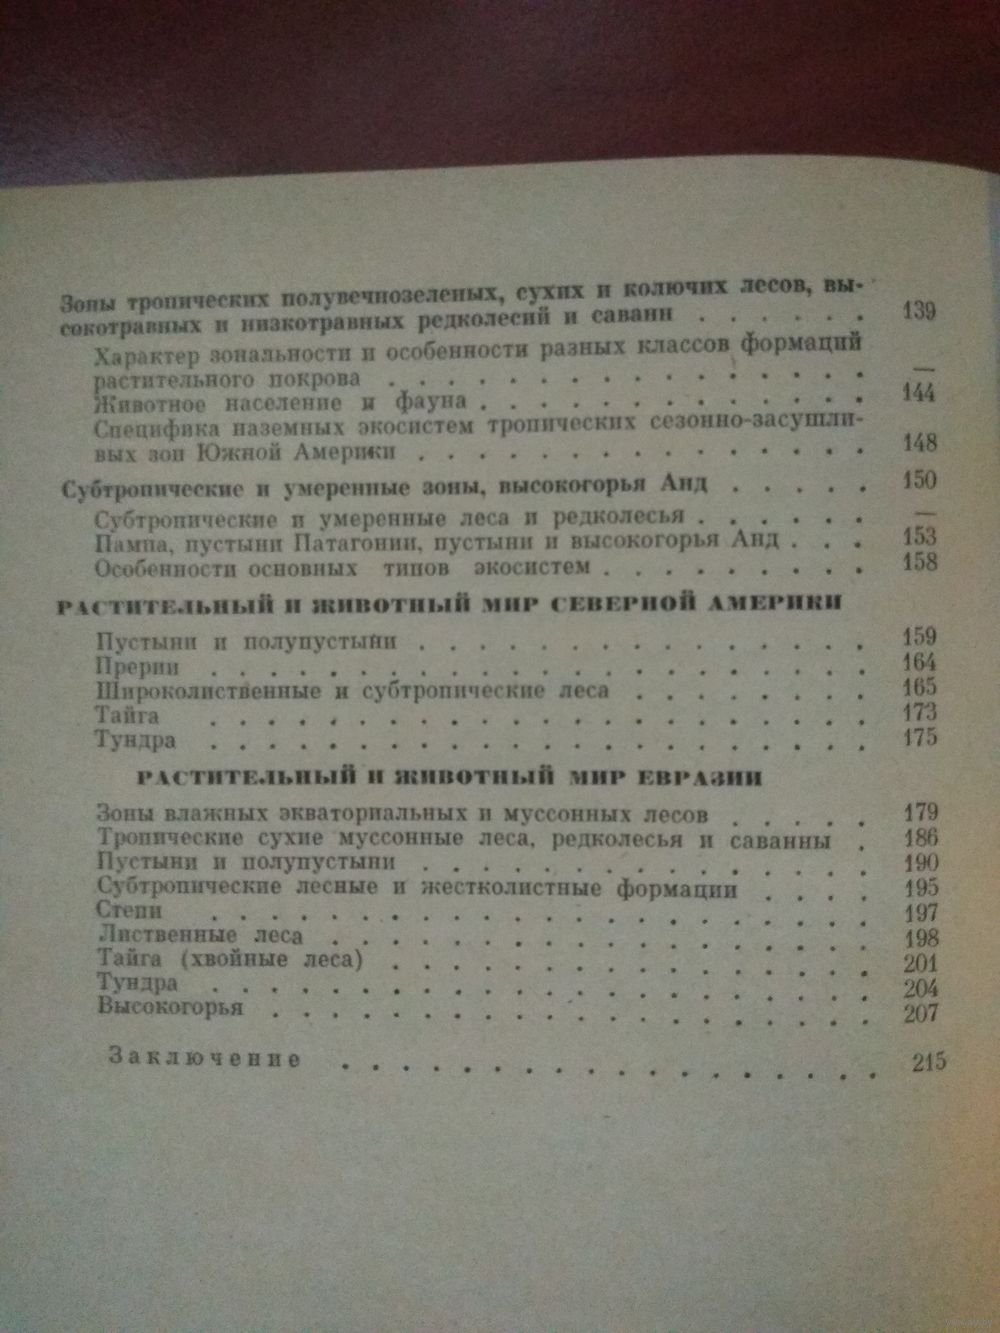 Зоны тропических полувечнозеленых, сухих и колючих лесов, вы-
сокотравных и низкотравных редколесий и саванн . . . . . . 139
Характер зональности и особенности разных классов формаций
растительного покрова . . . . . . . . . . . . . . . —
Животное население и фауна . . . . . . . . . . . . . 144
Специфика наземных экосистем тропических сезонно-засушли-
вых зон Южной Америки . . . . . . . . . . . . . . 148
Субтропические и умеренные зоны, высокогорья Анд . . . . . 150
Субтропические и умеренные леса и редколесья . . . . . . —
Пампа, пустыни Патагонии, пустыни и высокогорья Анд . . . 153
Особенности основных типов экосистем . . . . . . . . . 158
РАСТИТЕЛЬНЫЙ И ЖИВОТНЫЙ МИР СЕВЕРНОЙ АМЕРИКИ
Пустыни и полупустыни . . . . . . . . . . . . . . 159
Прерии . . . . . . . . . . . . . . . . . . . . . 164
Широколиственные и субтропические леса . . . . . . . . 165
Тайга . . . . . . . . . . . . . . . . . . . . . 173
Тундра . . . . . . . . . . . . . . . . . . . . . 175
РАСТИТЕЛЬНЫЙ И ЖИВОТНЫЙ МИР ЕВРАЗИИ
Зоны влажных экваториальных и муссонных лесов . . . . . 179
Тропические сухие муссонные леса, редколесья и саванны . 186
Пустыни и полупустыни . . . . . . . . . . . . . . 190
Субтропические лесные и жестколистные формации . . . . 195
Степи . . . . . . . . . . . . . . . . . . . . . 197
Лиственные леса . . . . . . . . . . . . . . . . . 198
Тайга (хвойные леса) . . . . . . . . . . . . . . . 201
Тундра . . . . . . . . . . . . . . . . . . . . . 204
Высокогорья . . . . . . . . . . . . . . . . . . . 207
Заключение . . . . . . . . . . . . . . . . . . 215